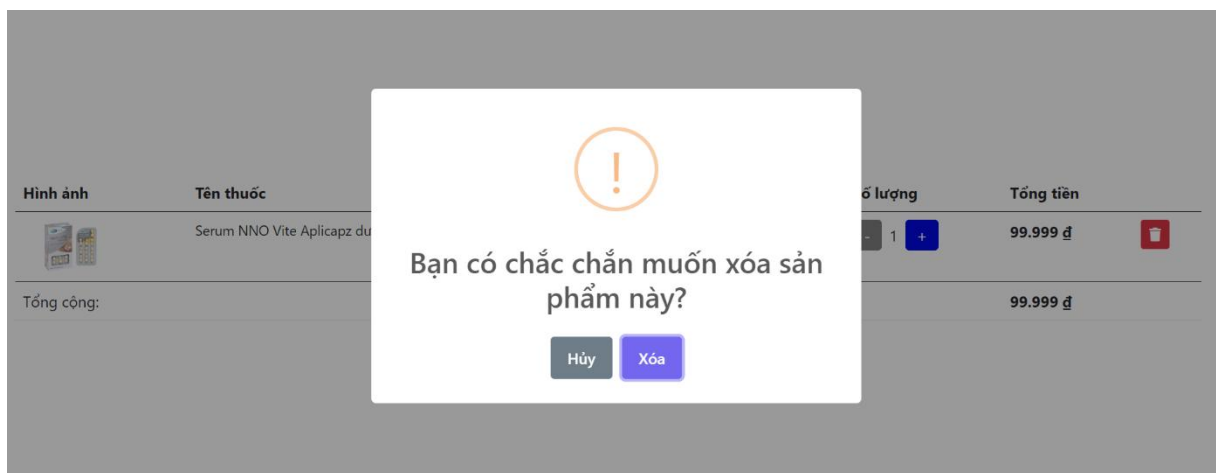 Hình ảnh Tên thuốc ố lượng Tổng tiền
Serum NNO Vite Aplicapz dư - 1 + 99.999 ₫
!
Bạn có chắc chắn muốn xóa sản
phẩm này?
Tổng cộng: 99.999 ₫
Hủy Xóa